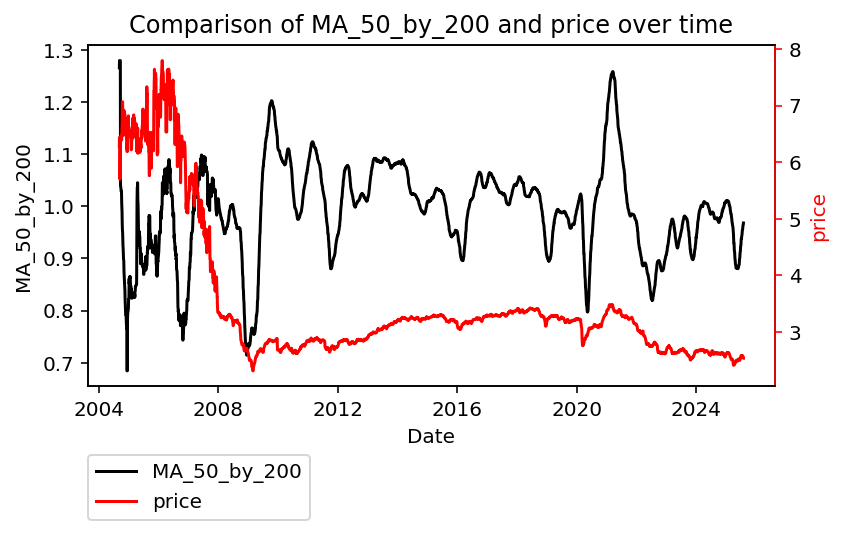 Comparison of MA_50_by_200 and price over time
MA_50_by_200
1.3
1.2
1.1
1.0
0.9
0.8
0.7
8
7
6
5
4
3
price
2004 2008 2012 2016 2020 2024
Date
MA_50_by_200
price